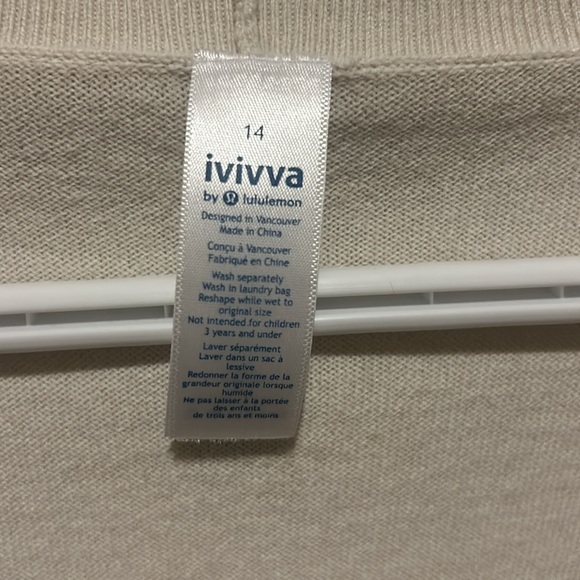 14
ivivva
by lululemon
Designed in Vancouver
Made in China
Conçu à Vancouver
Fabriqué en Chine
Wash separately
Wash in laundry bag
Reshape while wet to
original size
Not intended for children
3 years and under
Laver séparément
Laver dans un sac à
lessive
Redonner la forme de la
grandeur originale lorsque
humide
Ne pas laisser à la portée
des enfants
de trois ans et moins